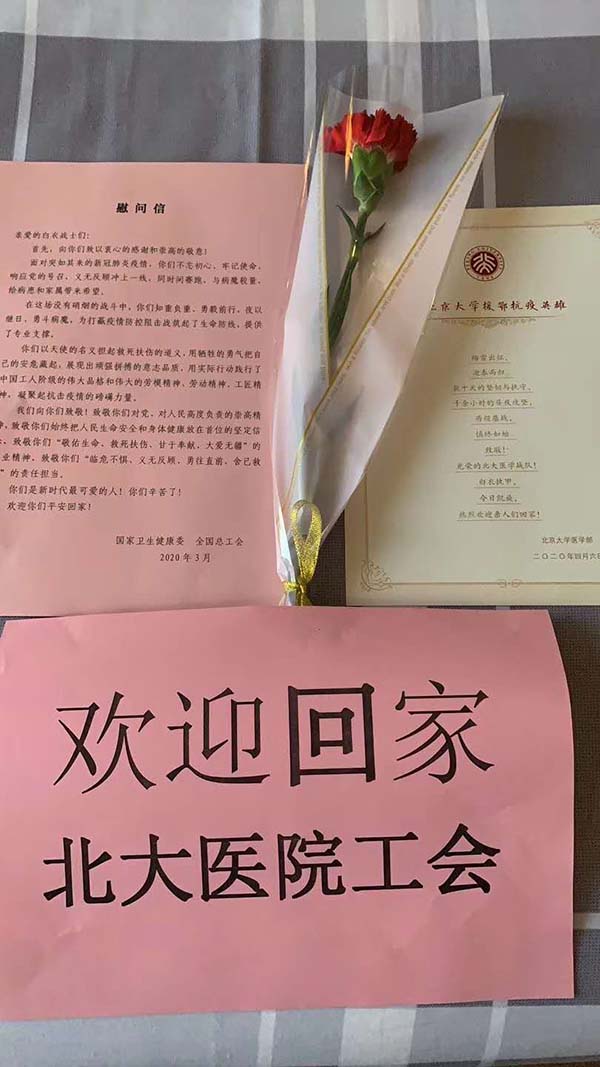 慰问信
亲爱的白衣战士们:
首先,向你们致以衷心的感谢和崇高的敬意!
面对突如其来的新冠肺炎疫情,你们不忘初心、牢记使命,
响应党的号召,义无反顾冲上一线,同时间赛跑、与病魔较量,
给病患和家属带来希望。
在这场没有硝烟的战斗中,你们知重负重、勇毅前行,夜以
继日、勇斗病魔,为打赢疫情防控阻击战筑起了生命防线,提供
了专业支撑。
你们以天使的名义担起救死扶伤的道义,用牺牲的勇气把自
己的安危藏起,展现出顽强拼搏的意志品质,用实际行动践行了
中国工人阶级的伟大品格和伟大的劳模精神、劳动精神、工匠精
神,凝聚起抗击疫情的磅礴力量。
我们向你们致敬!致敬你们对党、对人民高度负责的崇高精
神,致敬你们始终把人民生命安全和身体健康放在首位的坚定信
,致敬你们“敬佑生命、救死扶伤、甘于奉献、大爱无疆”的
业精神,致敬你们“临危不惧、义无反顾、勇往直前、舍己救
”的责任担当。
你们是新时代最可爱的人!你们辛苦了!
欢迎你们平安回家!
国家卫生健康委 全国总工会
2020年3月
北京大学援鄂抗疫英雄
梅雪出征,
迎春而归。
数十天的坚韧与执守,
千余小时的昼夜疫战,
勇经鏖战,
慎终如始。
致敬!
光荣的北大医学战队!
白衣执甲,
今日凯旋,
热烈欢迎亲人们回家!
北京大学医学部
二〇二〇年四月六日
欢迎回家
北大医院工会